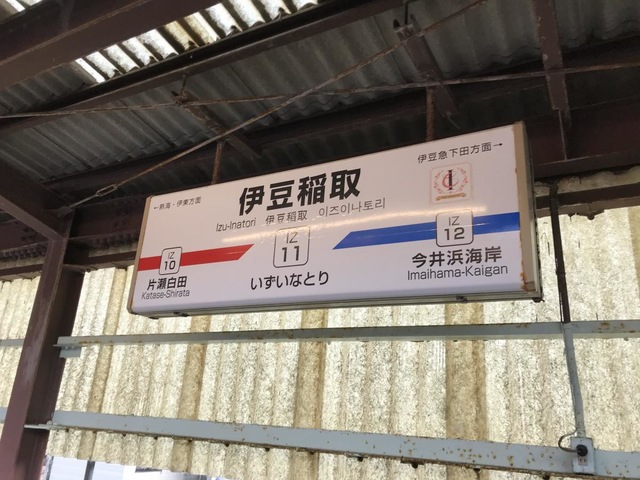 ←熱海・伊東方面
伊豆急下田方面→
伊豆稲取
Izu-Inatori 伊豆稲取 이즈이나토리
IZ
10
IZ
11
IZ
12
片瀬白田
Katase-Shirata
いずいなとり
今井浜海岸
Imaihama-Kaigan